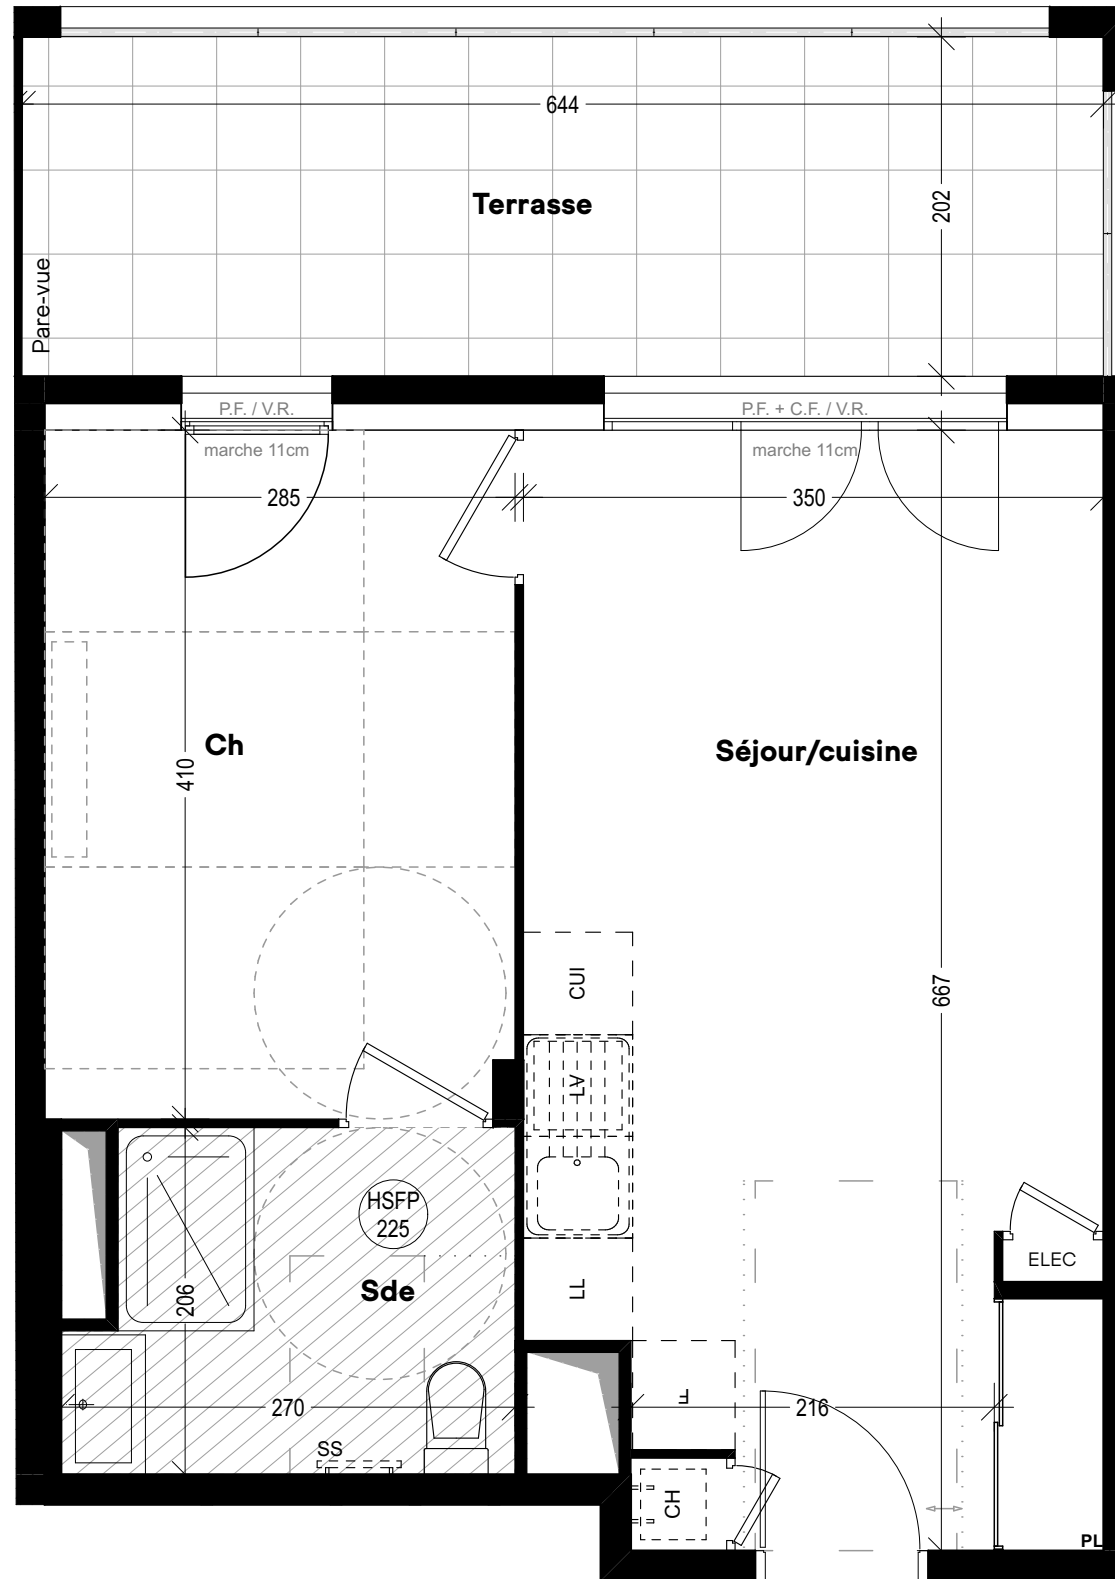 644
Terrasse
202
Pare-vue
P.F. / V.R.
P.F. + C.F. / V.R.
marche 11cm
marche 11cm
285
350
Ch
Séjour/cuisine
410
667
CUI
LV
HSFP
225
Sde
206
LL
ELEC
F
270
216
SS
CH
PL